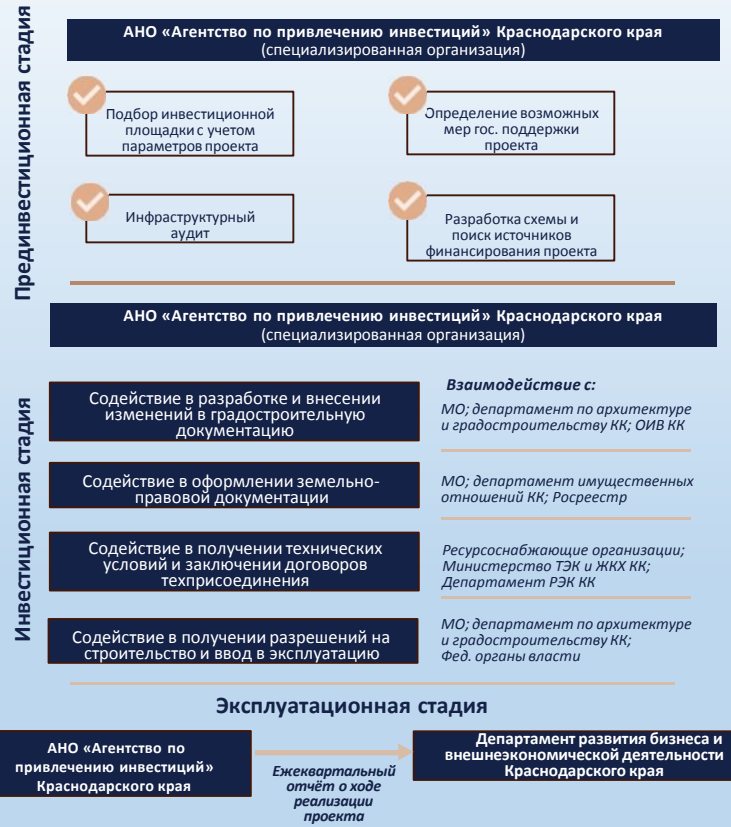 Прединвестиционная стадия
АНО «Агентство по привлечению инвестиций» Краснодарского края
(специализированная организация)
Подбор инвестиционной
площадки с учетом
параметров проекта
Определение возможных
мер гос. поддержки
проекта
Инфраструктурный
аудит
Разработка схемы и
поиск источников
финансирования проекта
Инвестиционная стадия
АНО «Агентство по привлечению инвестиций» Краснодарского края
(специализированная организация)
Взаимодействие с:
Содействие в разработке и внесении
изменений в градостроительную
документацию
МО; департамент по архитектуре
и градостроительству КК; ОИВ КК
Содействие в оформлении земельно-
правовой документации
МО; департамент имущественных
отношений КК; Росреестр
Содействие в получении технических
условий и заключении договоров
техприсоединения
Ресурсоснабжающие организации;
Министерство ТЭК и ЖКХ КК;
Департамент РЭК КК
Содействие в получении разрешений на
строительство и ввод в эксплуатацию
МО; департамент по архитектуре
и градостроительству КК;
Фед. органы власти
Эксплуатационная стадия
АНО «Агентство по
привлечению инвестиций»
Краснодарского края
Ежеквартальный
отчёт о ходе
реализации
проекта
Департамент развития бизнеса и
внешнеэкономической деятельности
Краснодарского края